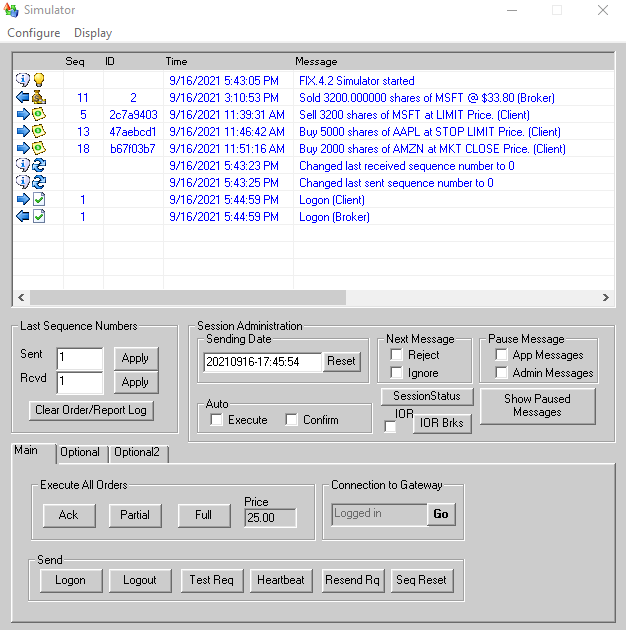 Simulator
Configure Display
Seq ID Time Message
9/16/2021 5:43:05 PM FIX.4.2 Simulator started
11 2 9/16/2021 3:10:53 PM Sold 3200.000000 shares of MSFT @ $33.80 (Broker)
5 2c7a9403 9/16/2021 11:39:31 AM Sell 3200 shares of MSFT at LIMIT Price. (Client)
13 47aebcd1 9/16/2021 11:46:42 AM Buy 5000 shares of AAPL at STOP LIMIT Price. (Client)
18 b67f03b7 9/16/2021 11:51:16 AM Buy 2000 shares of AMZN at MKT CLOSE Price. (Client)
9/16/2021 5:43:23 PM Changed last received sequence number to 0
9/16/2021 5:43:25 PM Changed last sent sequence number to 0
1 9/16/2021 5:44:59 PM Logon (Client)
1 9/16/2021 5:44:59 PM Logon (Broker)
Last Sequence Numbers
Sent 1 Apply
Rcvd 1 Apply
Clear Order/Report Log
Session Administration
Sending Date
20210916-17:45:54 Reset
Auto
Execute Confirm
Next Message
Reject
Ignore
SessionStatus
IOR
IOR Brks
Pause Message
App Messages
Admin Messages
Show Paused
Messages
Main Optional Optional2
Execute All Orders
Ack Partial Full
Price
25.00
Connection to Gateway
Logged in Go
Send
Logon Logout Test Req Heartbeat Resend Rq Seq Reset